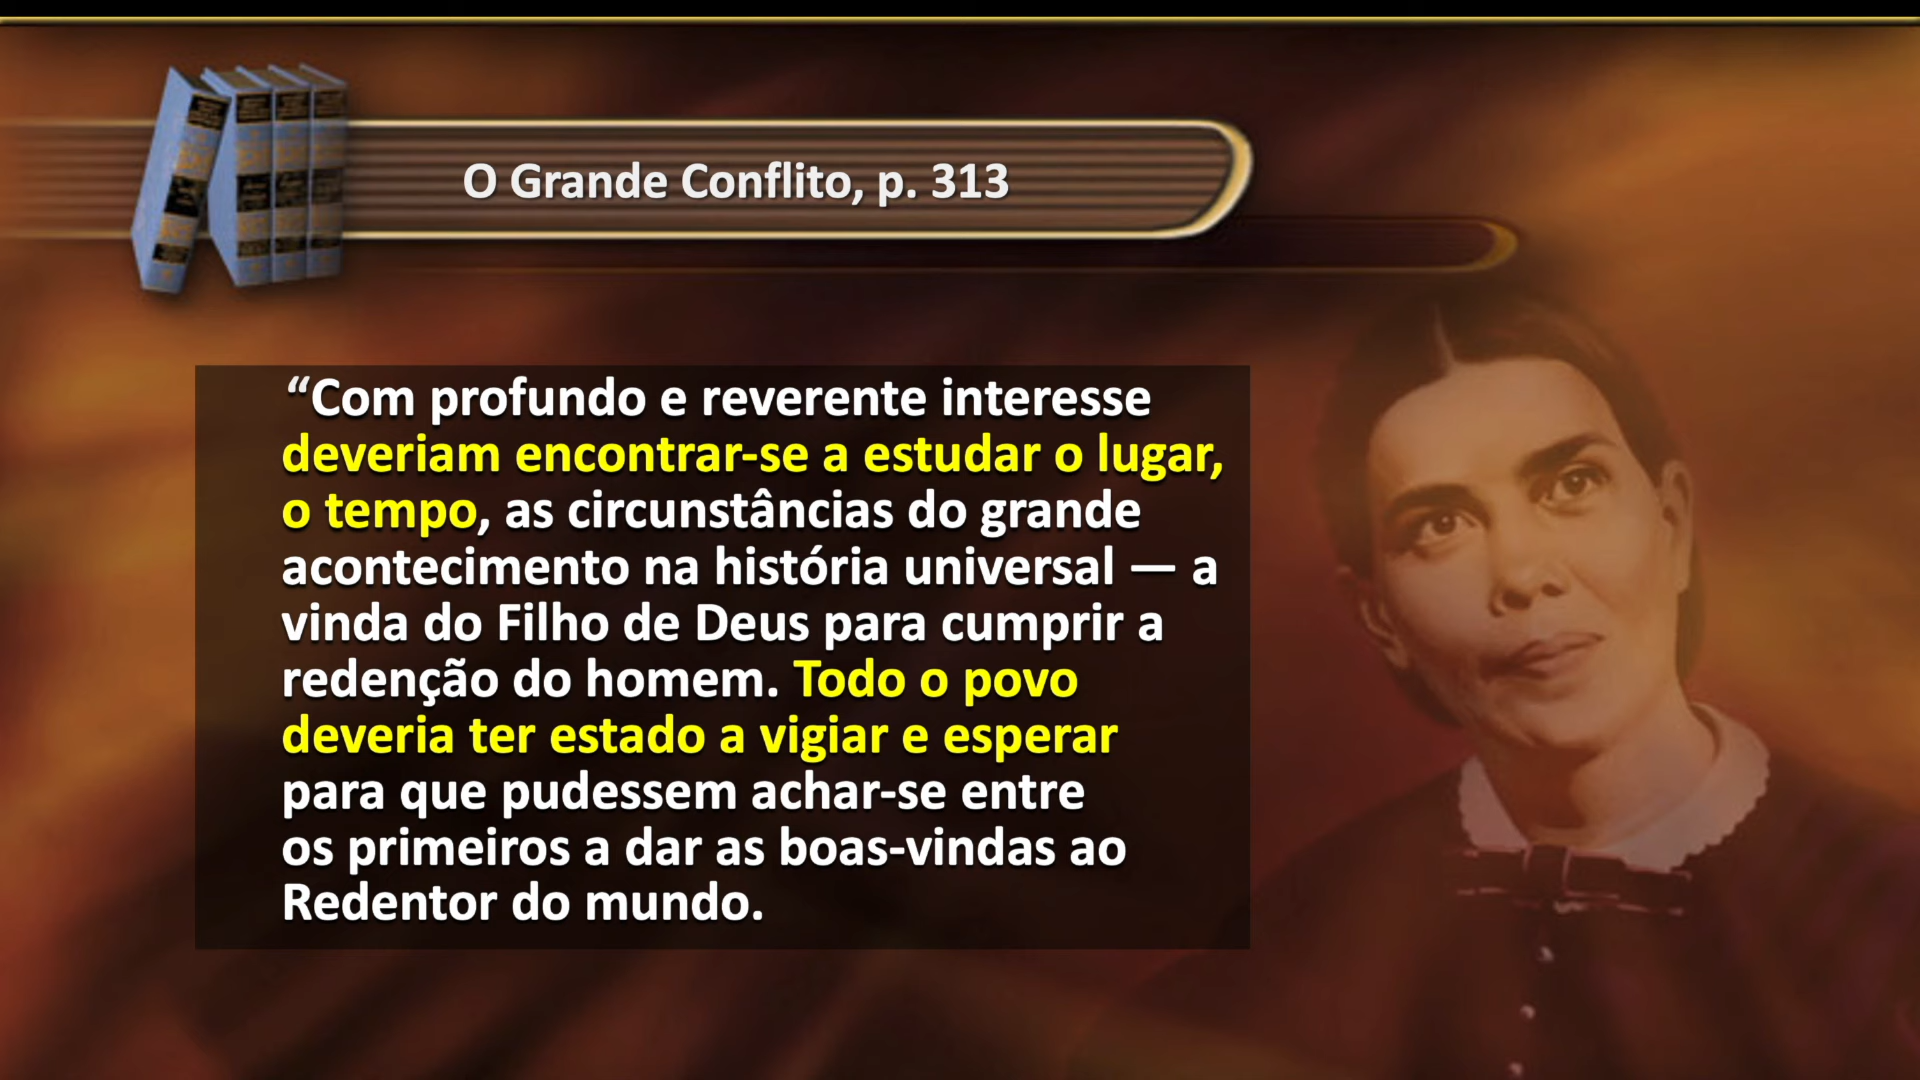 O Grande Conflito, p. 313
“Com profundo e reverente interesse
deveriam encontrar-se a estudar o lugar,
o tempo, as circunstâncias do grande
acontecimento na história universal — a
vinda do Filho de Deus para cumprir a
redenção do homem. Todo o povo
deveria ter estado a vigiar e esperar
para que pudessem achar-se entre
os primeiros a dar as boas-vindas ao
Redentor do mundo.